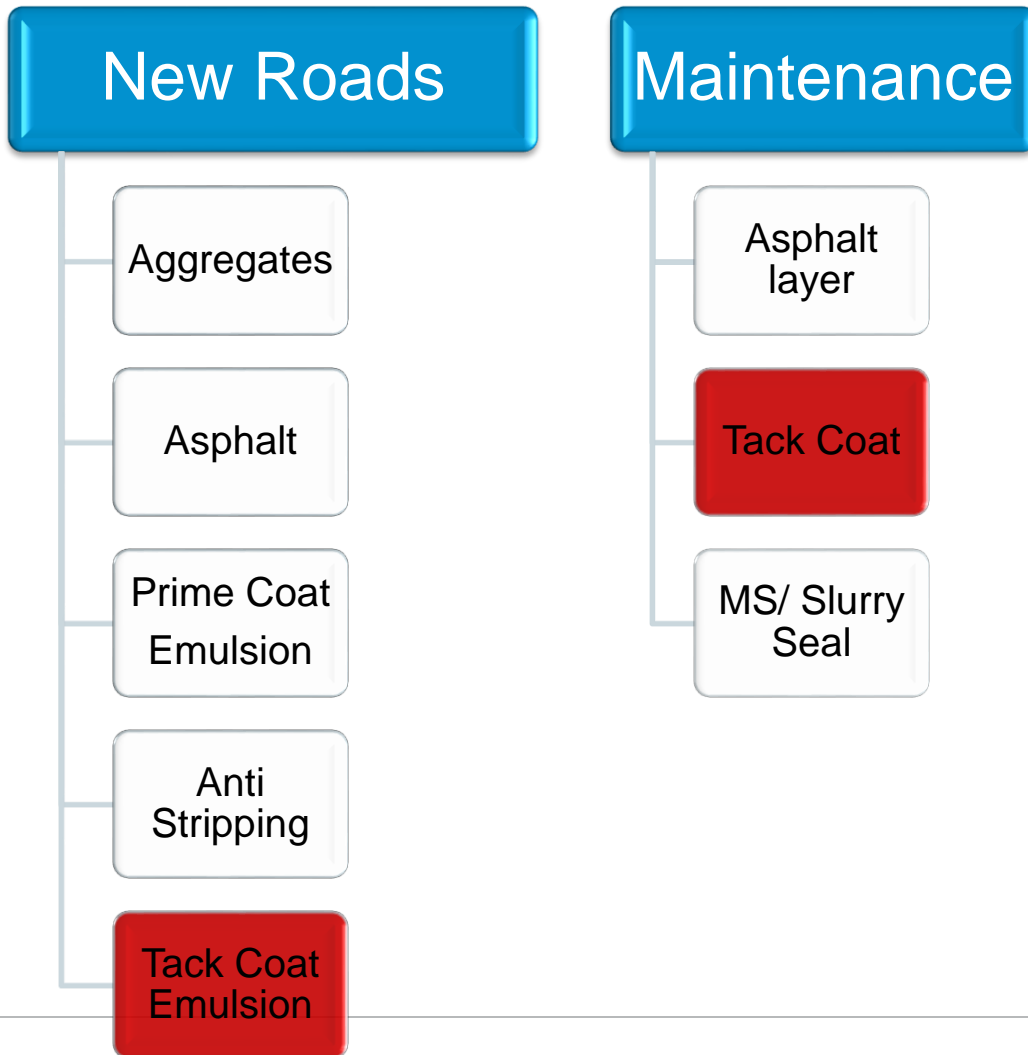 New Roads
Aggregates
Asphalt
Prime Coat
Emulsion
Anti
Stripping
Tack Coat
Emulsion
Maintenance
Asphalt
layer
Tack Coat
MS/ Slurry
Seal